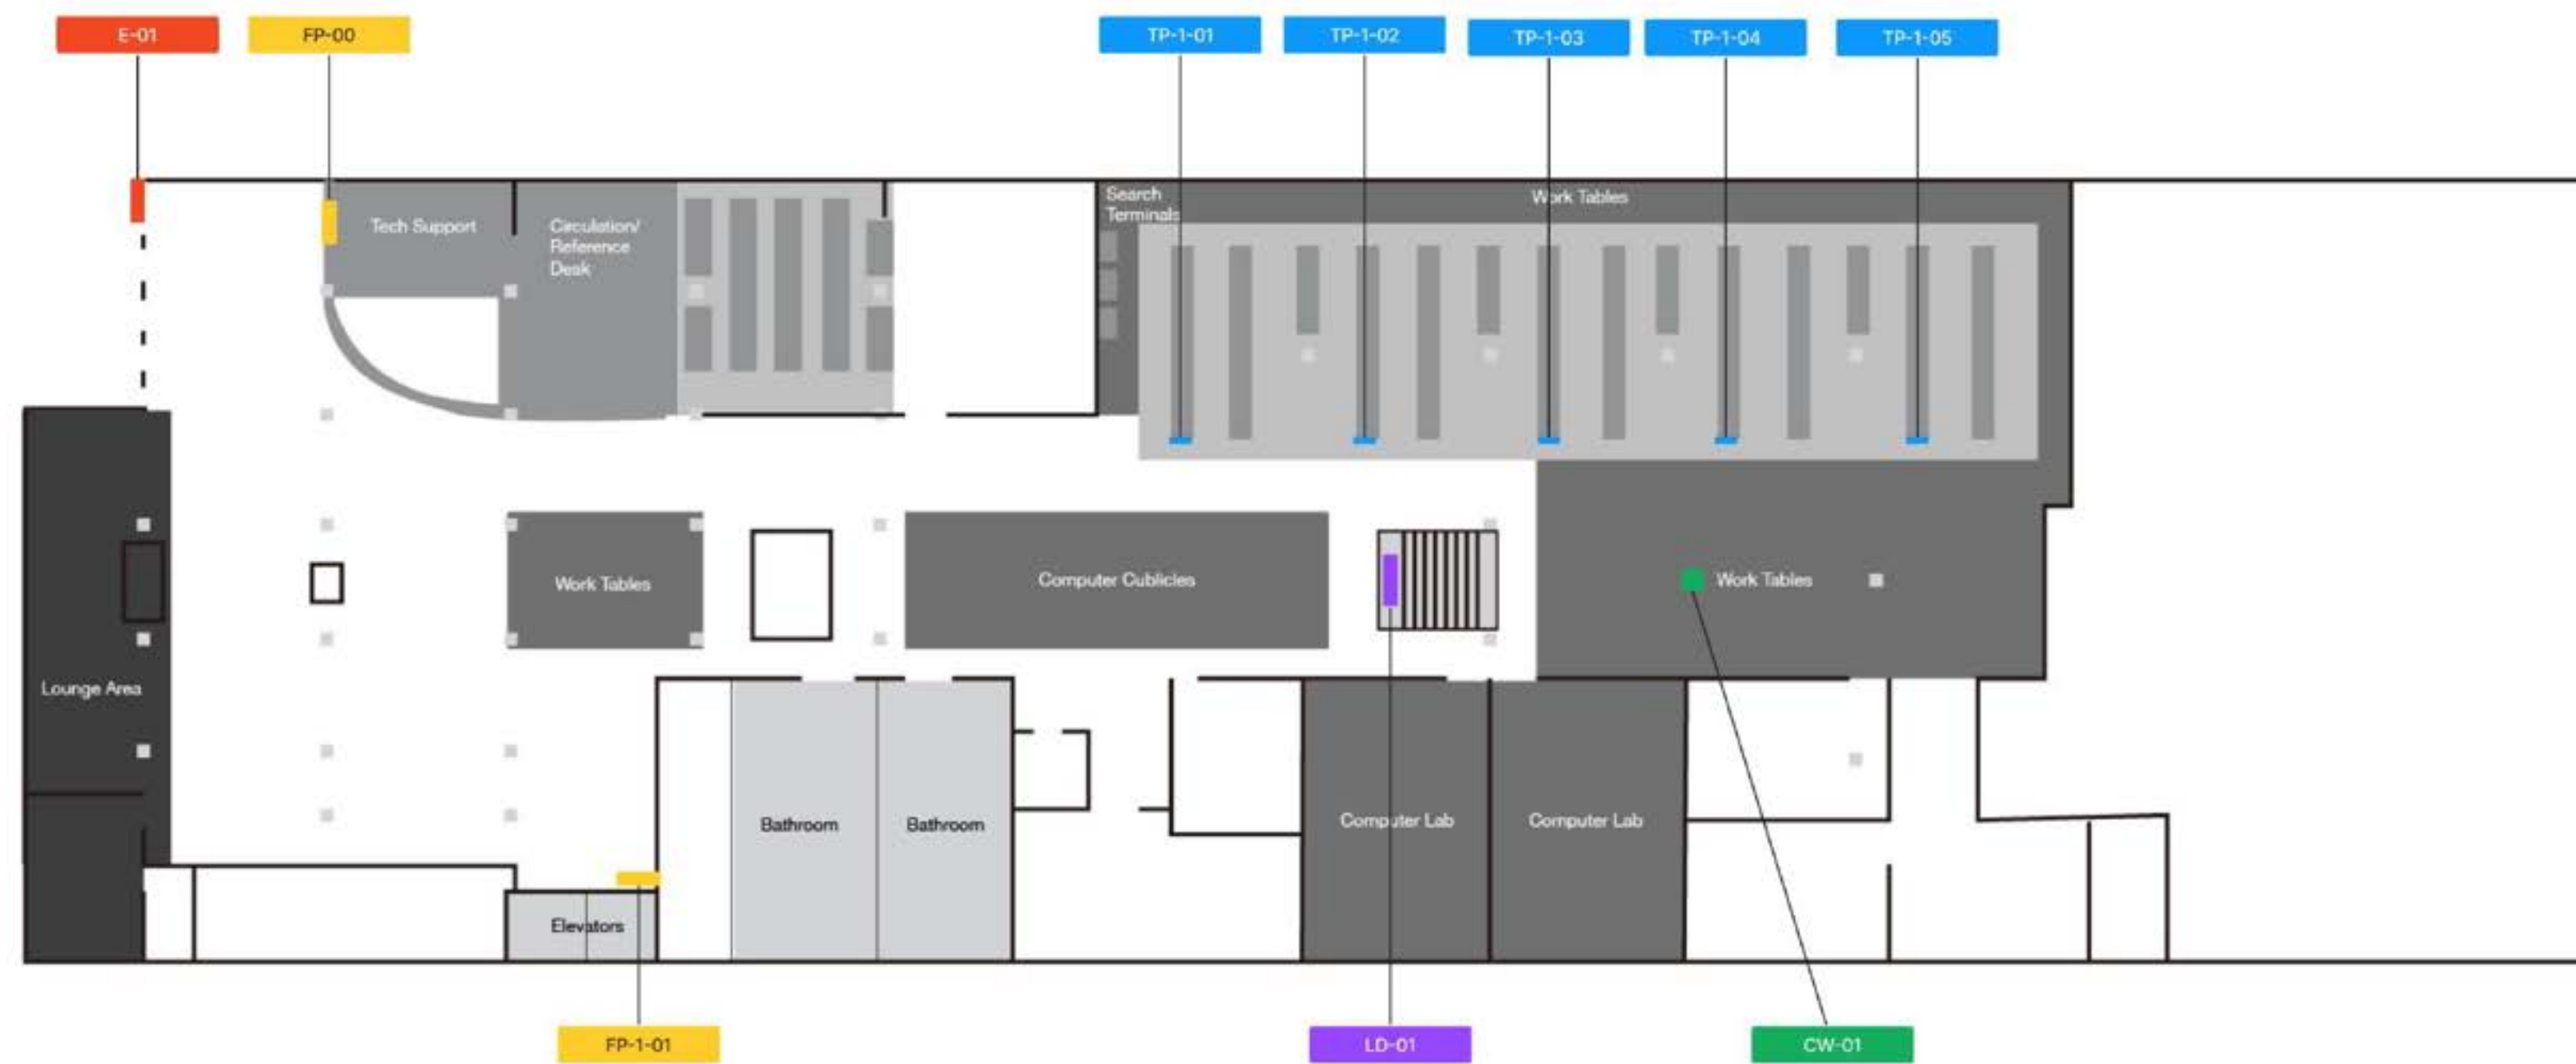 E-01
FP-00
TP-1-01
TP-1-02
TP-1-03
TP-1-04
TP-1-05
Tech Support
Circulation/
Reference
Desk
Search
Terminals
Work Tables
Work Tables
Computer Cublicles
Work Tables
Lounge Area
Bathroom
Bathroom
Computer Lab
Computer Lab
Elevators
FP-1-01
LD-01
CW-01